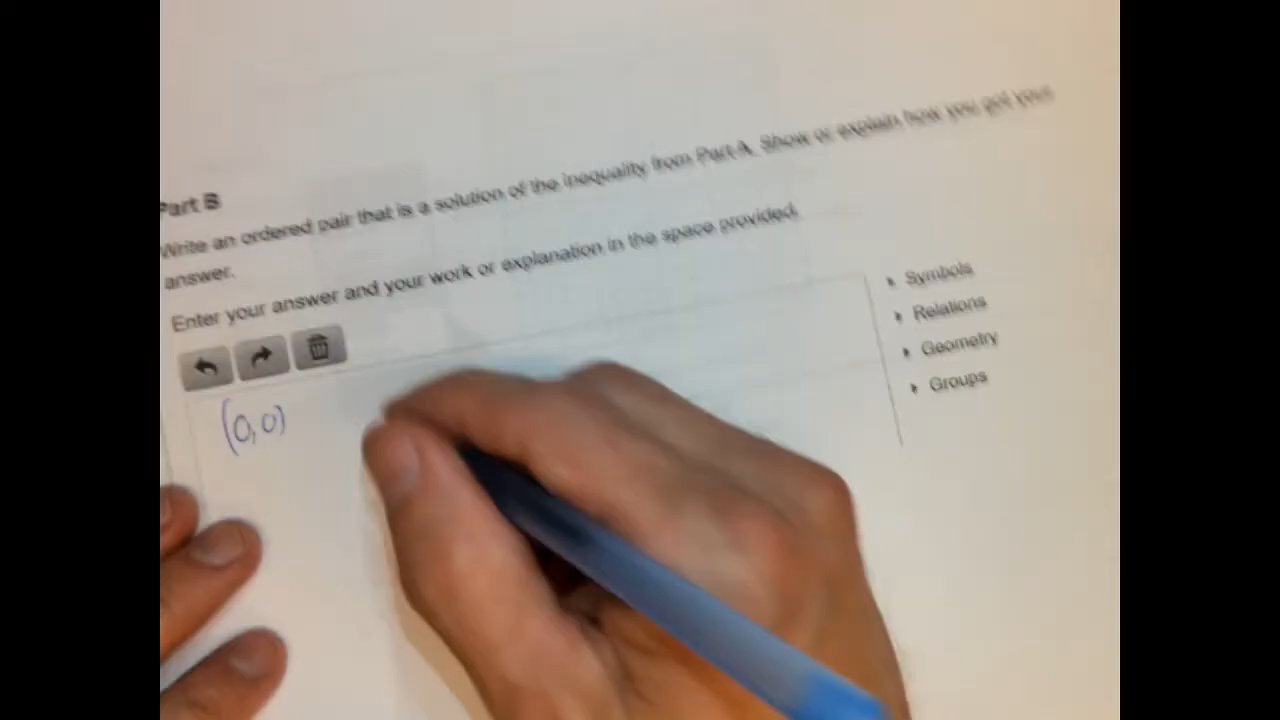 Part B
Write an ordered pair that is a solution of the inequality from Part A. Show or explain how you got your
answer.
Enter your answer and your work or explanation in the space provided.
Symbols
Relations
Geometry
Groups
(0,0)